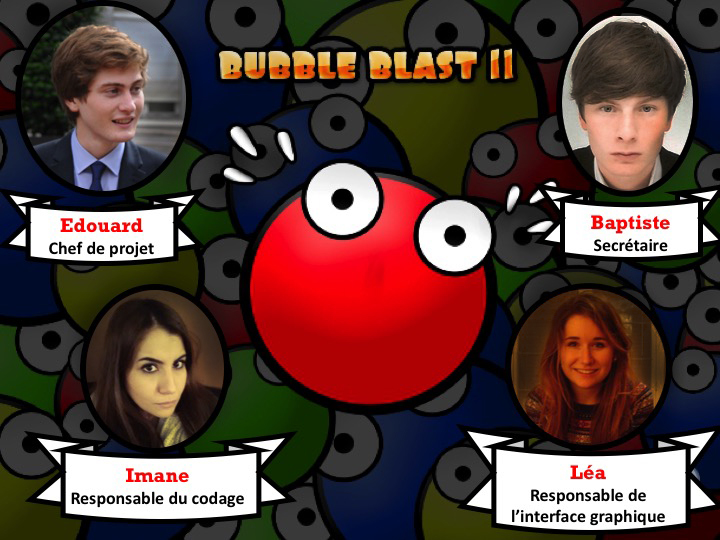 BUBBLE BLAST II
Edouard
Chef de projet
Baptiste
Secrétaire
Imane
Responsable du codage
Léa
Responsable de
l’interface graphique